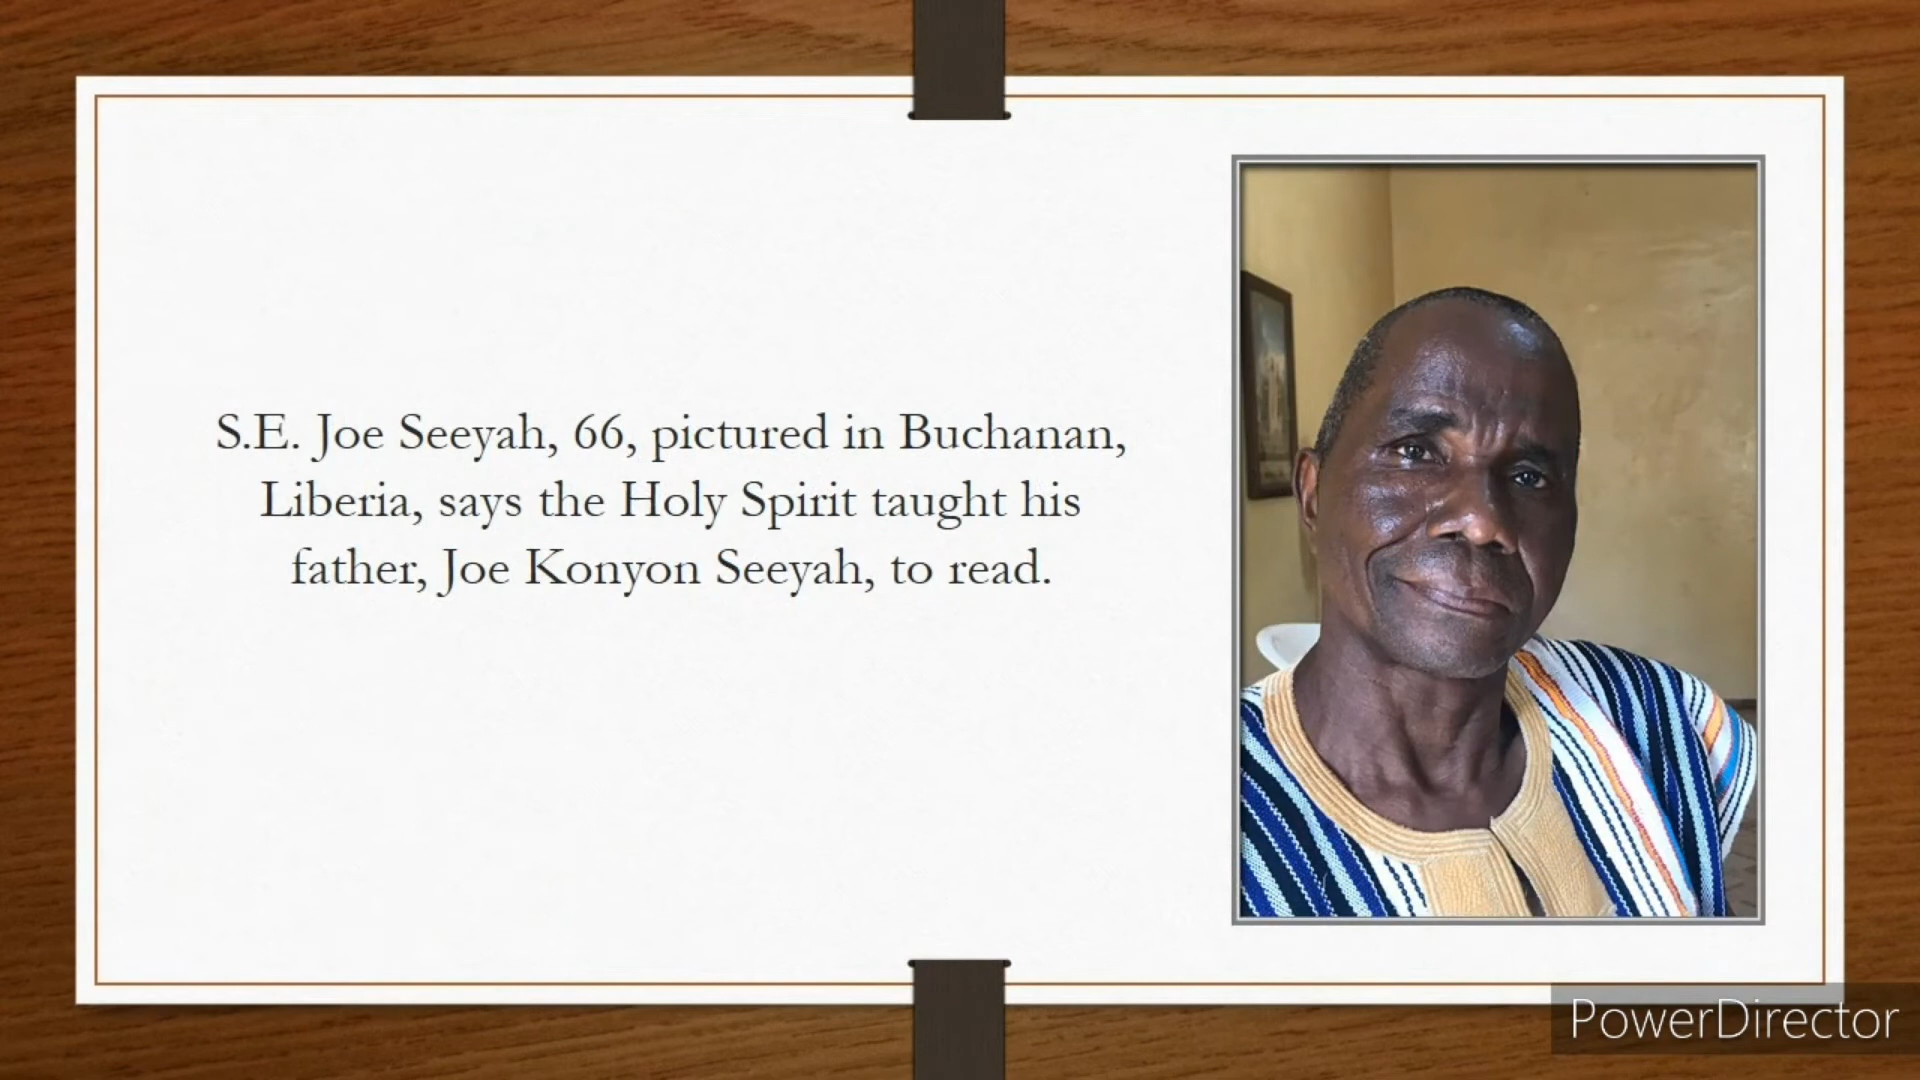 S.E. Joe Seeyah, 66, pictured in Buchanan,
Liberia, says the Holy Spirit taught his
father, Joe Konyon Seeyah, to read.
PowerDirector